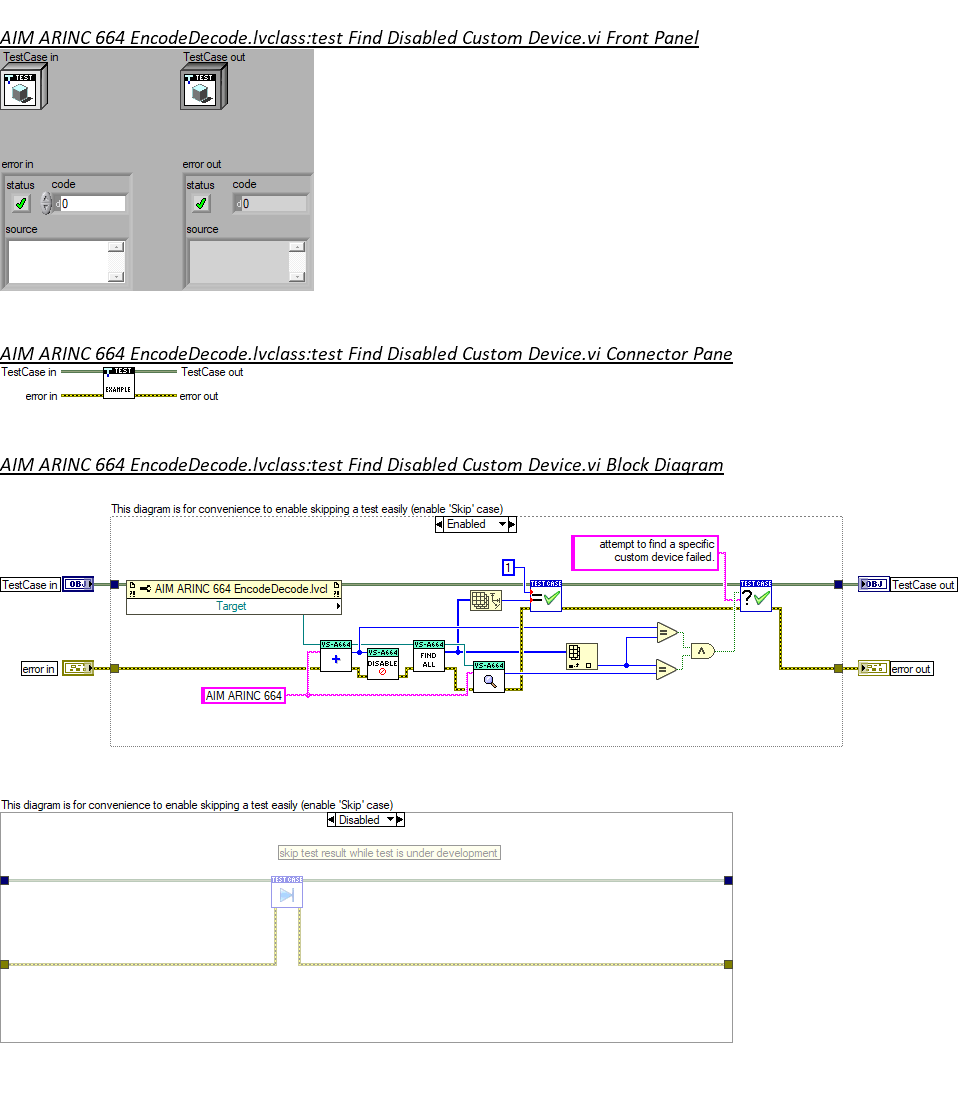 AIM ARINC 664 EncodeDecode.lvclass:test Find Disabled Custom Device.vi Front Panel
TestCase in
TestCase out
TEST
TEST
error in
error out
status
code
status
code
d
0
d
0
source
source
AIM ARINC 664 EncodeDecode.lvclass:test Find Disabled Custom Device.vi Connector Pane
TestCase in
TEST
TestCase out
error in
EXAMPLE
error out
AIM ARINC 664 EncodeDecode.lvclass:test Find Disabled Custom Device.vi Block Diagram
This diagram is for convenience to enable skipping a test easily (enable 'Skip' case)
Enabled
attempt to find a specific
custom device failed.
1
TestCase in
OBJ
AIM ARINC 664 EncodeDecode.lvcl
Target
TEST CASE
=
TEST CASE
?
OBJ
TestCase out
error in
VS-A664
+
VS-A664
DISABLE
VS-A664
FIND
ALL
VS-A664
=
=
∧
error out
AIM ARINC 664
This diagram is for convenience to enable skipping a test easily (enable 'Skip' case)
Disabled
skip test result while test is under development
TEST CASE